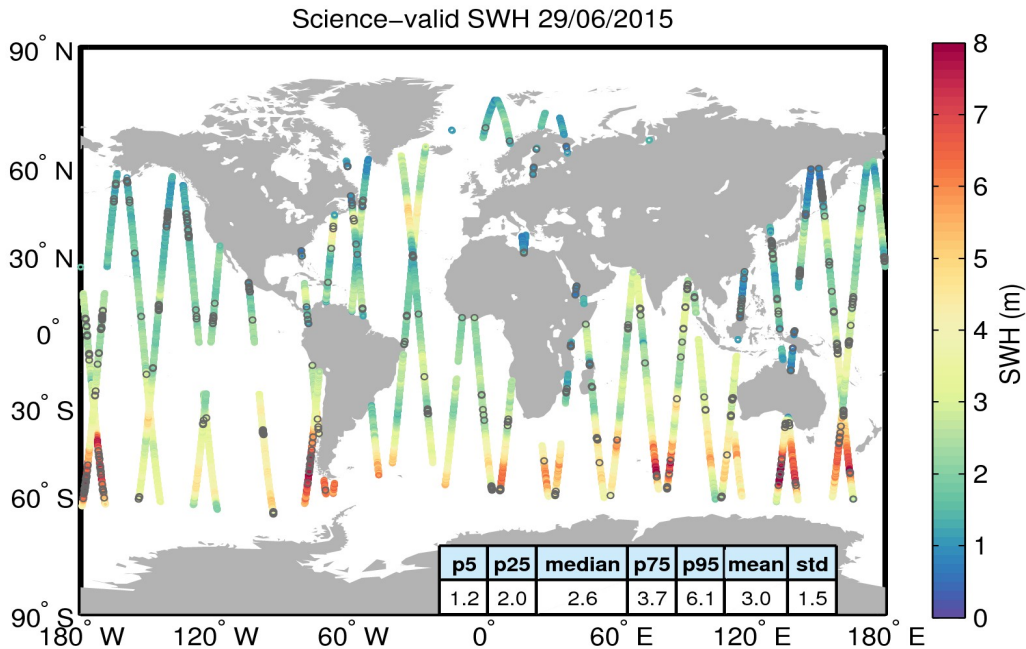 Science−valid SWH 29/06/2015
90° N
60° N
30° N
0°
30° S
60° S
90° S
180° W
120° W
60° W
0°
60° E
120° E
180° E
p5 p25 median p75 p95 mean std
1.2 2.0 2.6 3.7 6.1 3.0 1.5
8
7
6
5
4
3
2
1
0
SWH (m)